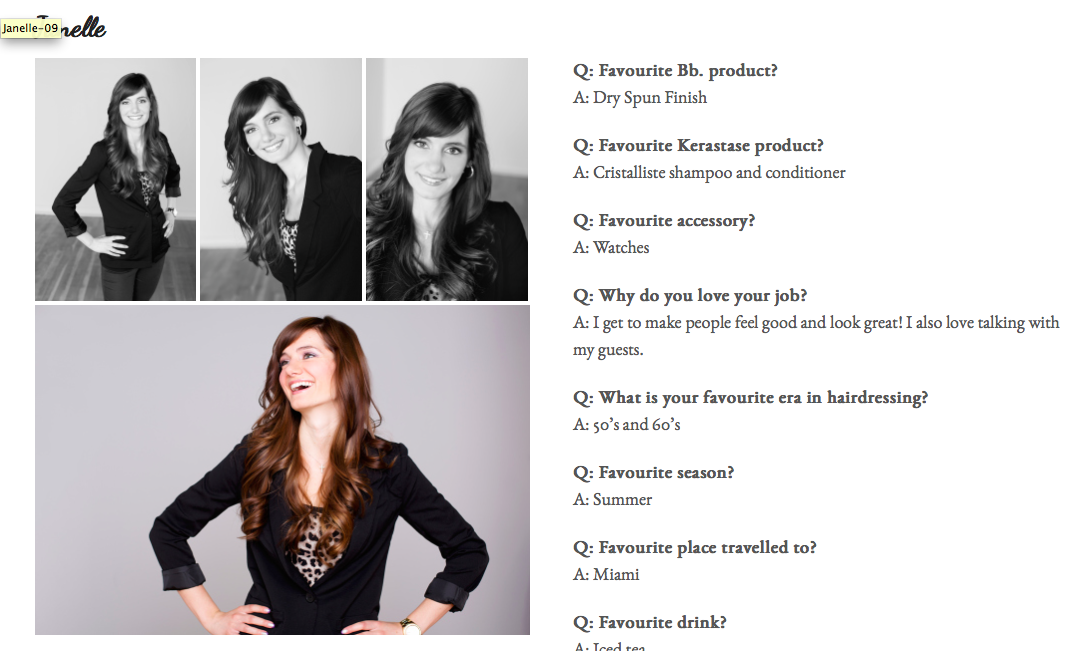 Janelle
Janelle-09
Q: Favourite Bb. product?
A: Dry Spun Finish
Q: Favourite Kerastase product?
A: Cristalliste shampoo and conditioner
Q: Favourite accessory?
A: Watches
Q: Why do you love your job?
A: I get to make people feel good and look great! I also love talking with
my guests.
Q: What is your favourite era in hairdressing?
A: 50’s and 60’s
Q: Favourite season?
A: Summer
Q: Favourite place travelled to?
A: Miami
Q: Favourite drink?
A: Iced tea